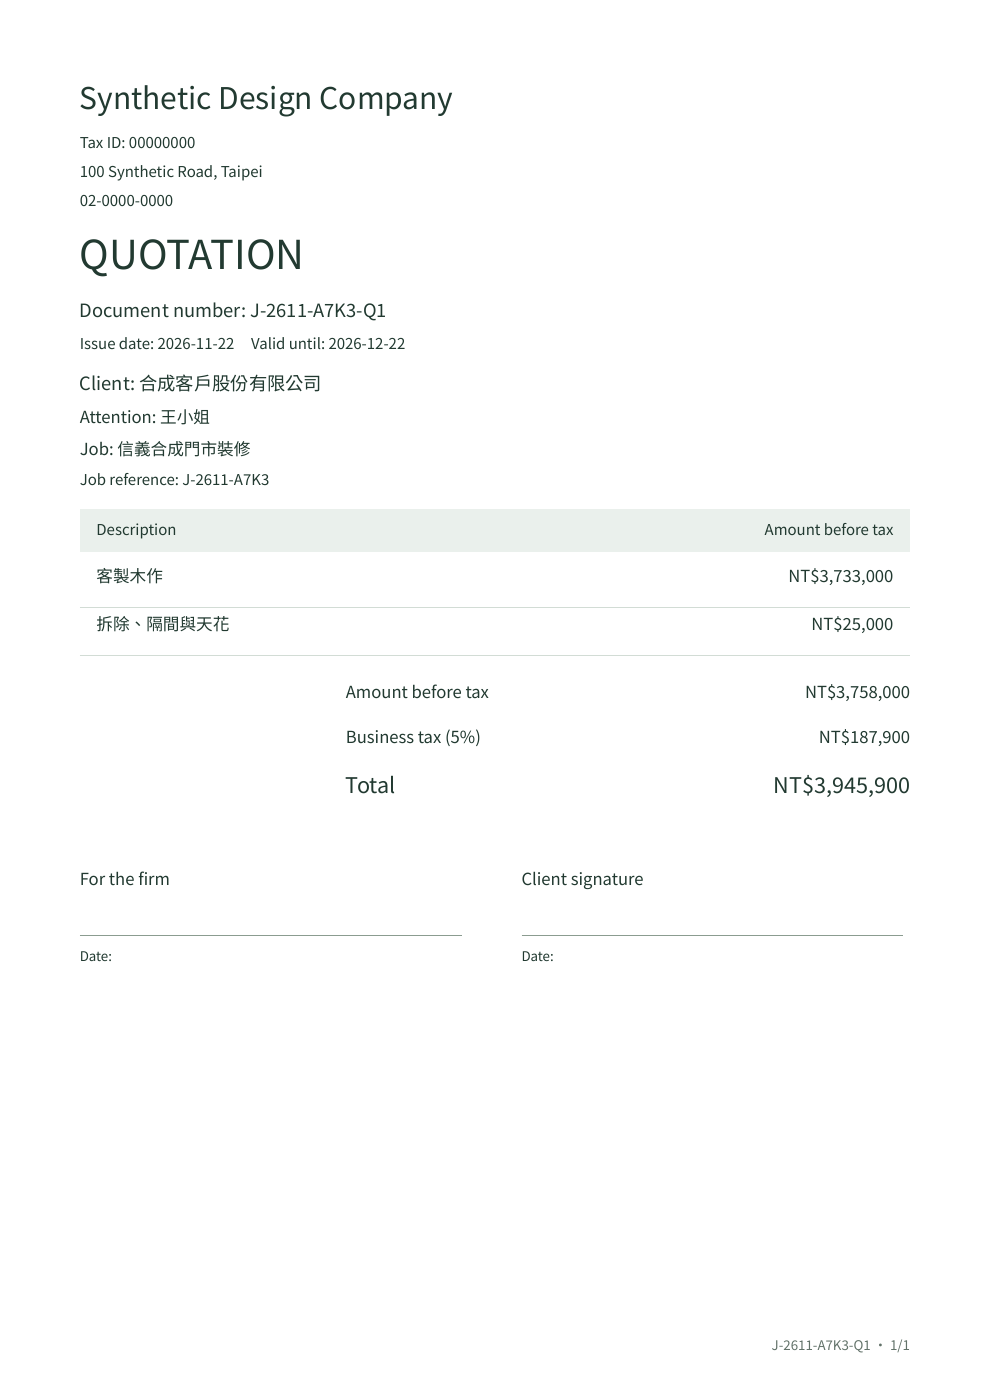 Synthetic Design Company
Tax ID: 00000000
100 Synthetic Road, Taipei
02-0000-0000
QUOTATION
Document number: J-2611-A7K3-Q1
Issue date: 2026-11-22 Valid until: 2026-12-22
Client: 合成客戶股份有限公司
Attention: 王小姐
Job: 信義合成門市裝修
Job reference: J-2611-A7K3
Description Amount before tax
客製木作 NT$3,733,000
拆除、隔間與天花 NT$25,000
Amount before tax NT$3,758,000
Business tax (5%) NT$187,900
Total NT$3,945,900
For the firm Client signature
Date: Date:
J-2611-A7K3-Q1 · 1/1